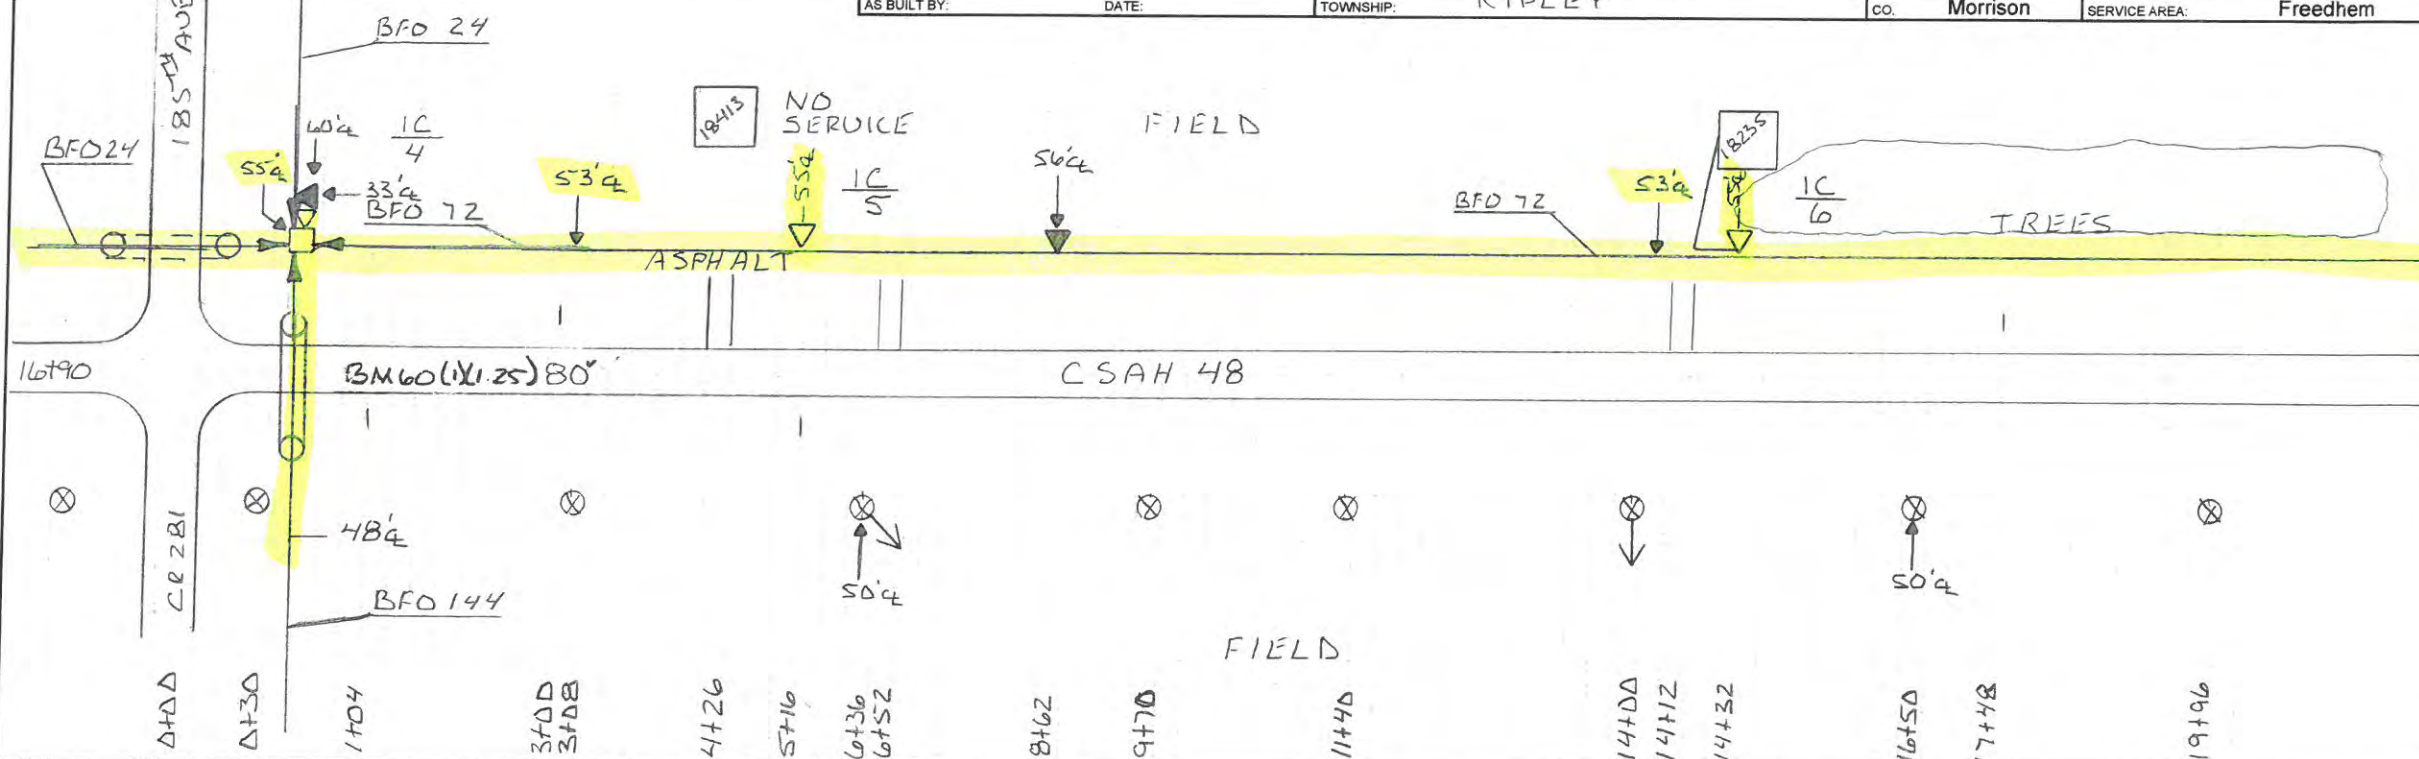 AS BUILT BY: DATE: TOWNSHIP: RIPLEY CO. Morrison SERVICE AREA: Freedhem
185TH AVE
BFO 24
BFO 24
55'℄
60'℄
1C
4
33'℄
BFO 72
53'℄
18413
NO
SERVICE
55'℄
1C
5
FIELD
56'℄
BFO 72
53'℄
18235
1C
6
TREES
ASPHALT
16+90
BM60(1)(1.25)80'
CSAH 48
CR 281
48'℄
BFO 144
50'℄
50'℄
FIELD
0+00
0+30
1+04
3+00
3+08
4+26
5+16
6+36
6+52
8+62
9+70
11+40
14+00
14+12
14+32
16+50
17+48
19+96